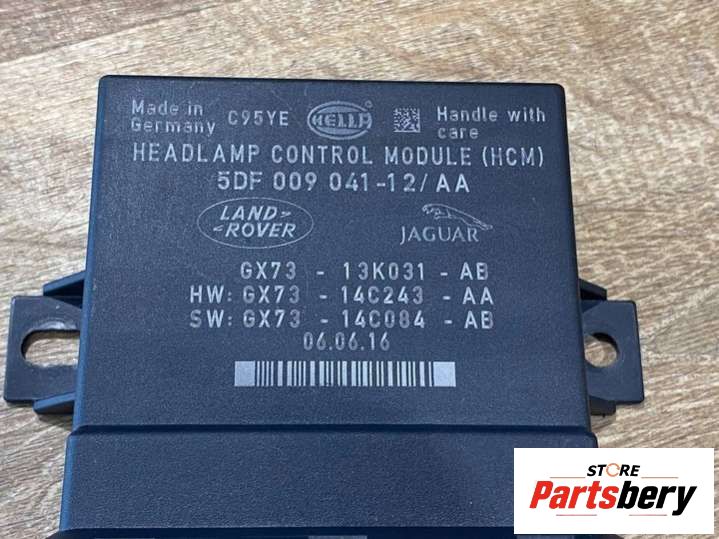 Made in
Germany
C95YE
HELLA
Handle with
care
HEADLAMP CONTROL MODULE (HCM)
5DF 009 041-12/AA
LAND
ROVER
JAGUAR
GX73 - 13K031 - AB
HW: GX73 - 14C243 - AA
SW: GX73 - 14C084 - AB
06.06.16
STORE
Partsbery